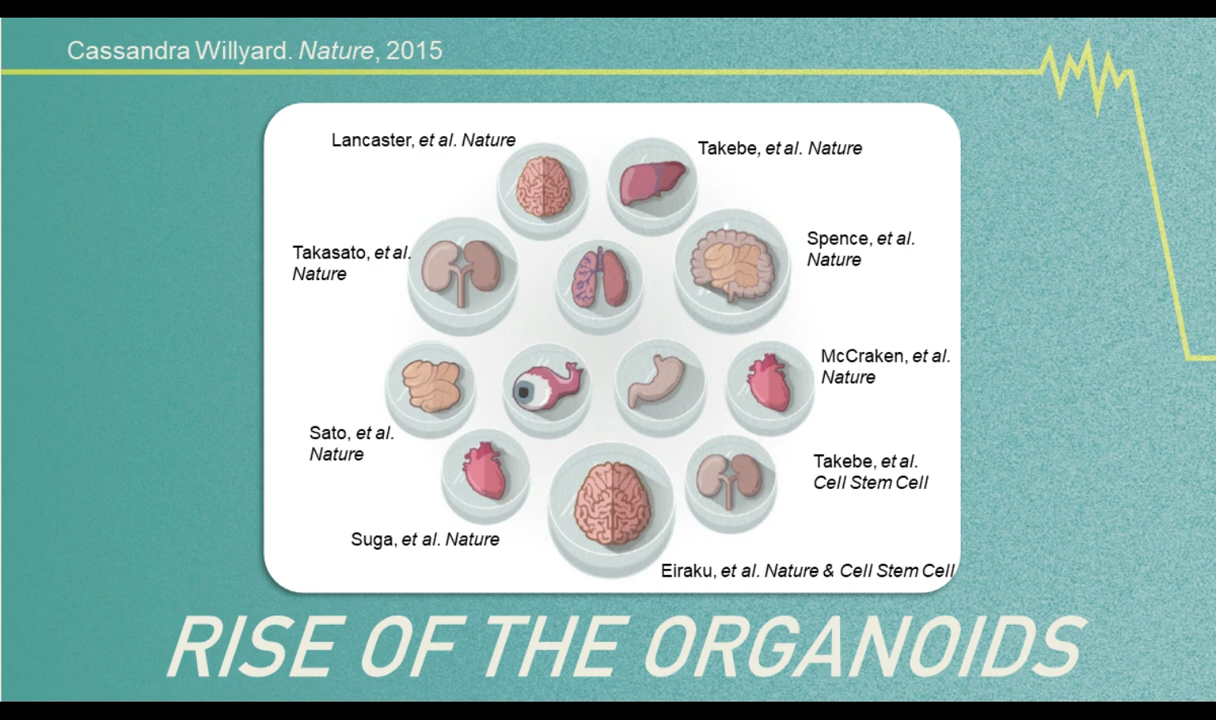 Cassandra Willyard. Nature, 2015
Lancaster, et al. Nature
Takebe, et al. Nature
Takasato, et al.
Nature
Spence, et al.
Nature
McCraken, et al.
Nature
Sato, et al.
Nature
Takebe, et al.
Cell Stem Cell
Suga, et al. Nature
Eiraku, et al. Nature & Cell Stem Cell
RISE OF THE ORGANOIDS